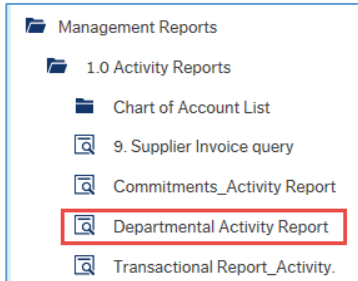 Management Reports
1.0 Activity Reports
Chart of Account List
9. Supplier Invoice query
Commitments_Activity Report
Departmental Activity Report
Transactional Report_Activity.